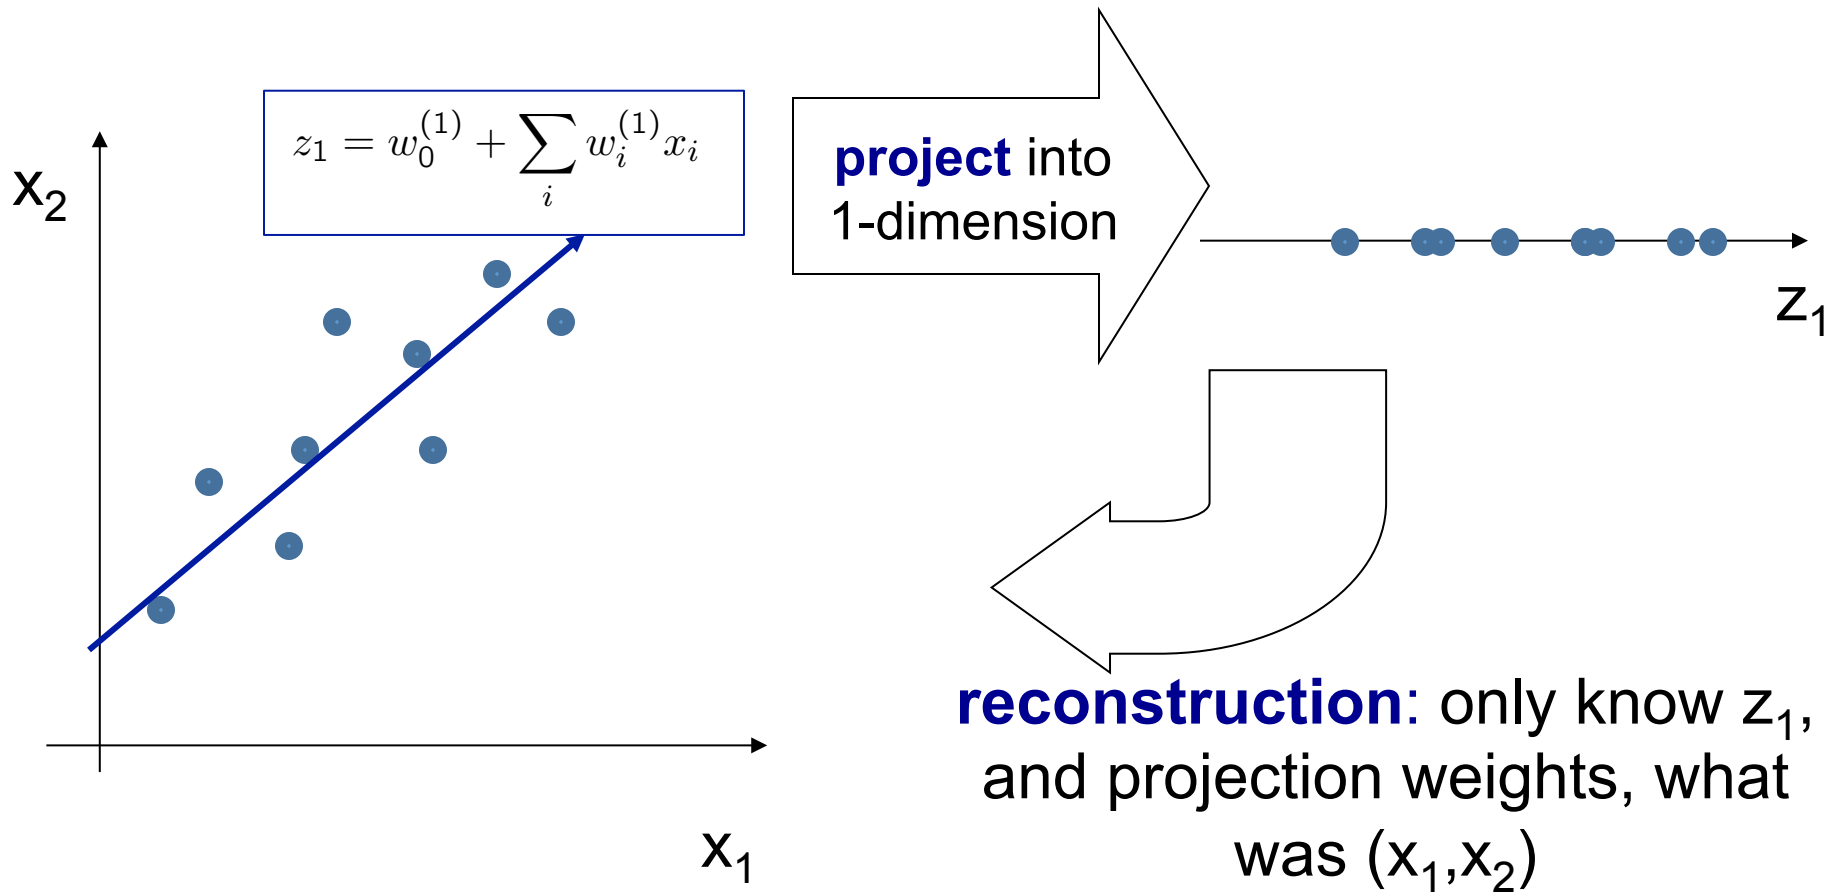 z₁ = w₀⁽¹⁾ + ∑ᵢ wᵢ⁽¹⁾xᵢ
x₂
project into
1-dimension
z₁
x₁
reconstruction: only know z₁,
and projection weights, what
was (x₁,x₂)